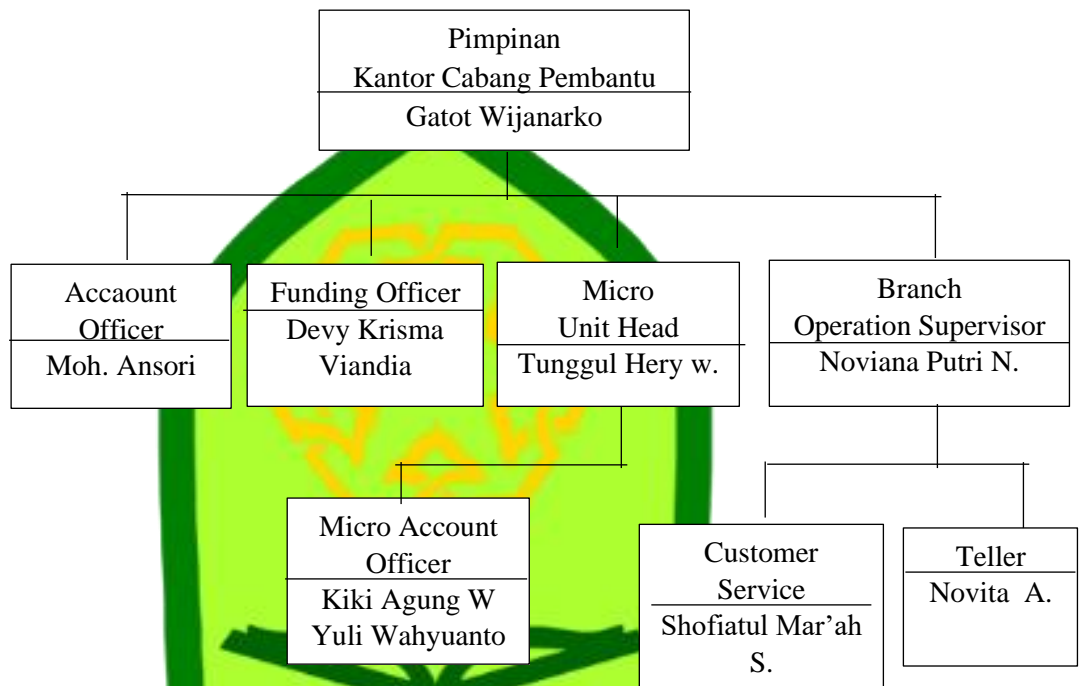 Pimpinan
Kantor Cabang Pembantu
Gatot Wijanarko
Accaount
Officer
Moh. Ansori
Funding Officer
Devy Krisma
Viandia
Micro
Unit Head
Tunggul Hery w.
Branch
Operation Supervisor
Noviana Putri N.
Micro Account
Officer
Kiki Agung W
Yuli Wahyuanto
Customer
Service
Shofiatul Mar’ah
S.
Teller
Novita A.